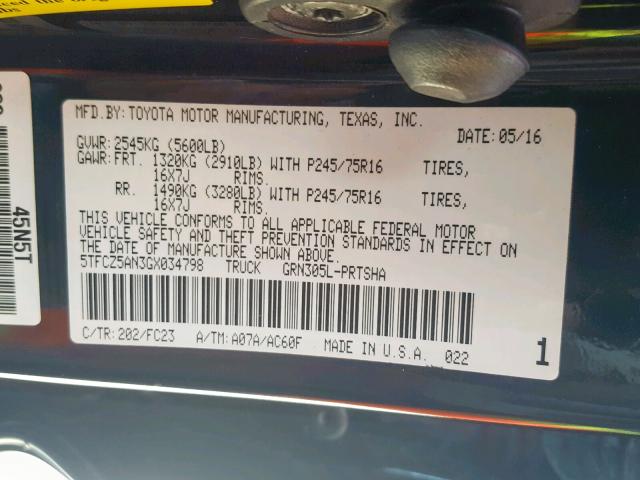 lbs
45N5T
MFD.BY:TOYOTA MOTOR MANUFACTURING, TEXAS, INC.
DATE:05/16
GVWR:2545KG (5600LB)
GAWR:FRT. 1320KG (2910LB) WITH P245/75R16 TIRES,
16X7J RIMS.
RR. 1490KG (3280LB) WITH P245/75R16 TIRES,
16X7J RIMS.
THIS VEHICLE CONFORMS TO ALL APPLICABLE FEDERAL MOTOR
VEHICLE SAFETY AND THEFT PREVENTION STANDARDS IN EFFECT ON
THE DATE OF MANUFACTURE SHOWN ABOVE.
5TFCZ5AN3GX034798 TRUCK GRN305L-PRTSHA
C/TR:202/FC23 A/TM:A07A/AC60F MADE IN U.S.A. 022
1